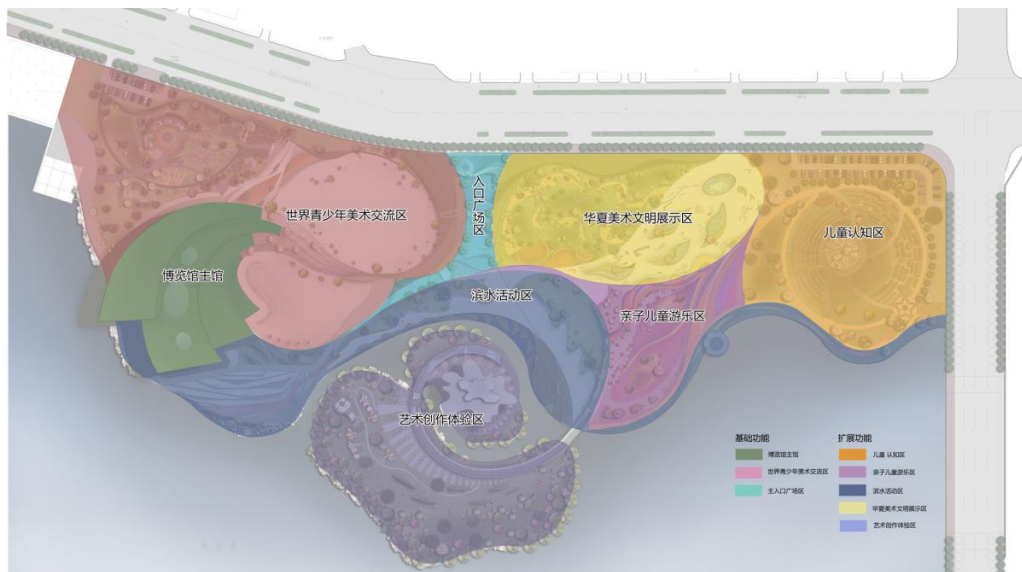 世界青少年美术交流区
入口广场区
华夏美术文明展示区
儿童认知区
博览馆主馆
滨水活动区
亲子儿童游乐区
艺术创作体验区
基础功能
博览馆主馆
世界青少年美术交流区
主入口广场区
扩展功能
儿童 认知区
亲子儿童游乐区
滨水活动区
华夏美术文明展示区
艺术创作体验区